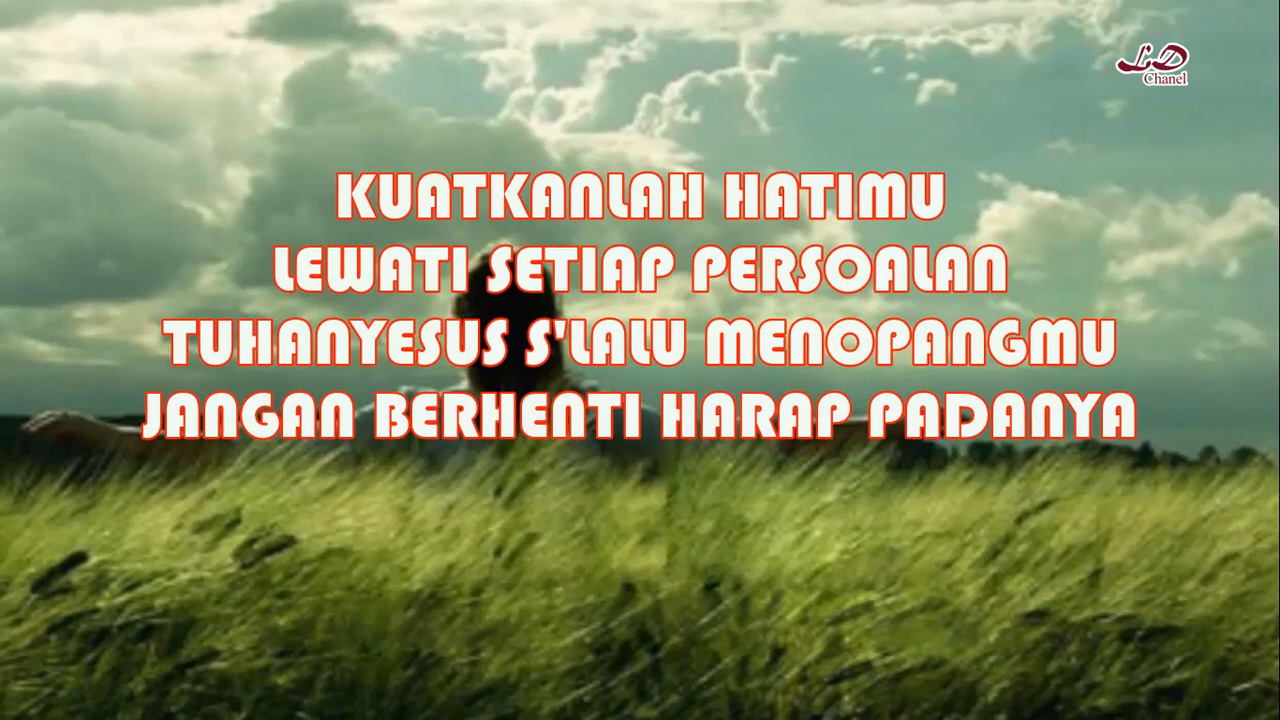 LD
Chanel
KUATKANLAH HATIMU
LEWATI SETIAP PERSOALAN
TUHANYESUS S'LALU MENOPANGMU
JANGAN BERHENTI HARAP PADANYA